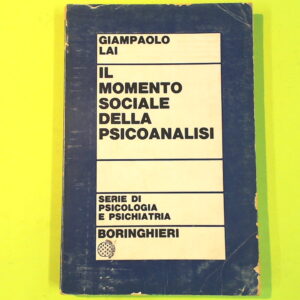 GIAMPAOLO
LAI
IL
MOMENTO
SOCIALE
DELLA
PSICOANALISI
SERIE DI
PSICOLOGIA
E PSICHIATRIA
BORINGHIERI